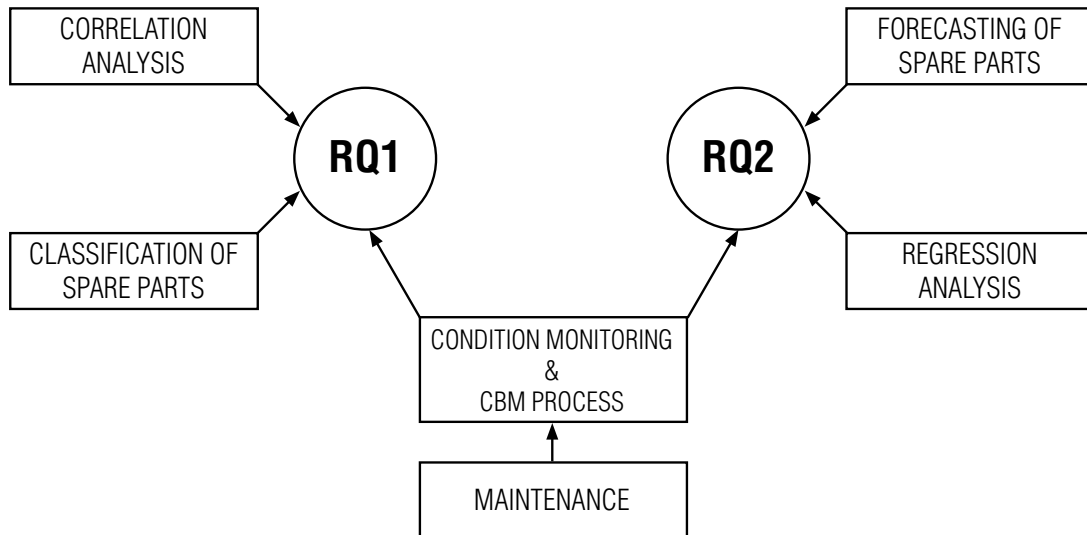 CORRELATION
ANALYSIS
FORECASTING OF
SPARE PARTS
RQ1
RQ2
CLASSIFICATION OF
SPARE PARTS
REGRESSION
ANALYSIS
CONDITION MONITORING
&
CBM PROCESS
MAINTENANCE